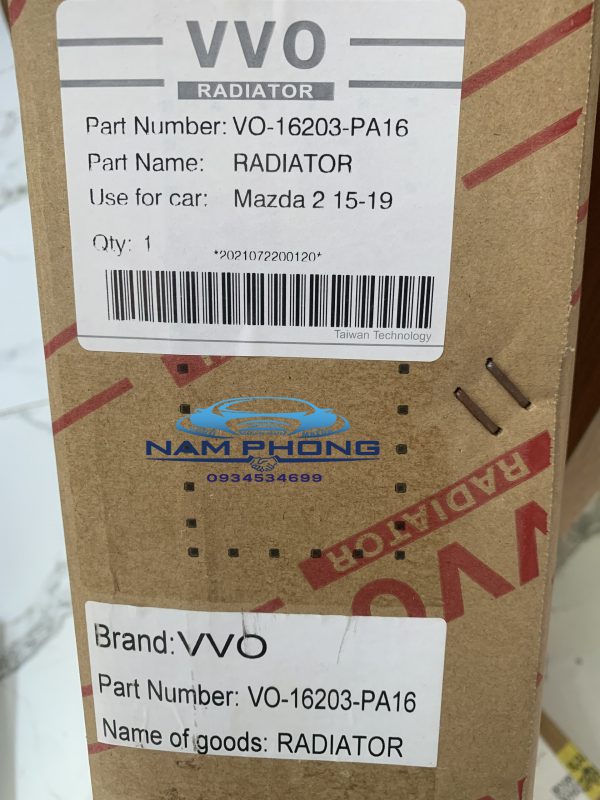 VVO
RADIATOR
Part Number: VO-16203-PA16
Part Name: RADIATOR
Use for car: Mazda 2 15-19
Qty: 1
*2021072200120*
Taiwan Technology
RADIATOR
NAM PHONG
0934534699
RADIATOR
VVO
Brand: VVO
Part Number: VO-16203-PA16
Name of goods: RADIATOR